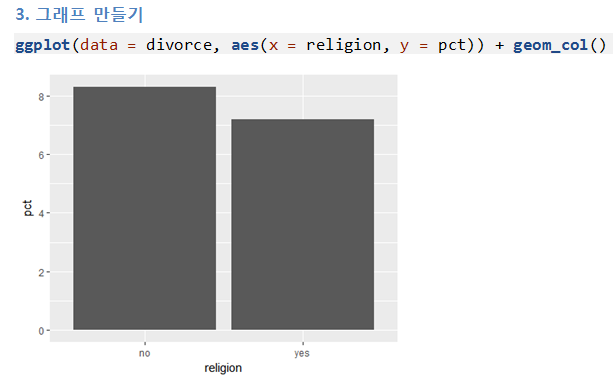 3. 그래프 만들기
ggplot(data = divorce, aes(x = religion, y = pct)) + geom_col()
8
6
pct
4
2
0
no yes
religion